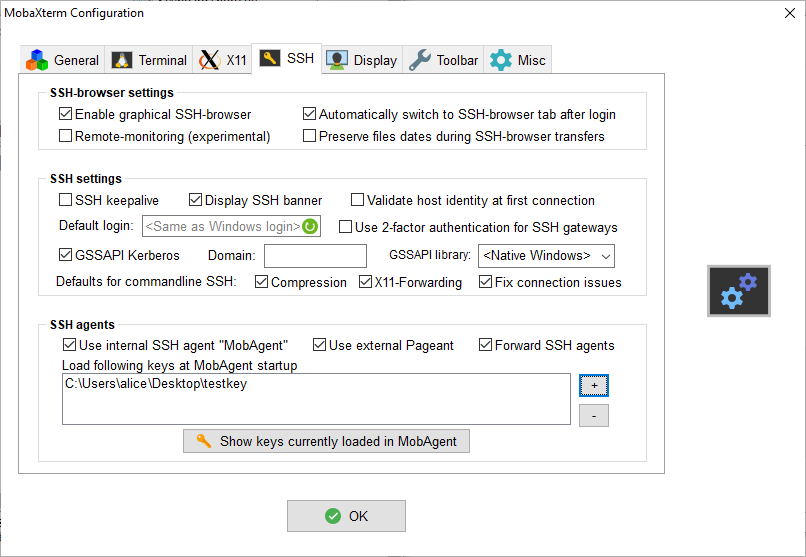 MobaXterm Configuration
General Terminal X11 SSH Display Toolbar Misc
SSH-browser settings
Enable graphical SSH-browser Automatically switch to SSH-browser tab after login
Remote-monitoring (experimental) Preserve files dates during SSH-browser transfers
SSH settings
SSH keepalive Display SSH banner Validate host identity at first connection
Default login: <Same as Windows login> Use 2-factor authentication for SSH gateways
GSSAPI Kerberos Domain: GSSAPI library: <Native Windows>
Defaults for commandline SSH: Compression X11-Forwarding Fix connection issues
SSH agents
Use internal SSH agent "MobAgent" Use external Pageant Forward SSH agents
Load following keys at MobAgent startup
C:\Users\alice\Desktop\testkey
+
-
Show keys currently loaded in MobAgent
OK